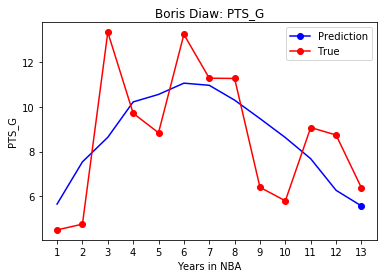 Boris Diaw: PTS_G
Prediction
True
PTS_G
12
10
8
6
1 2 3 4 5 6 7 8 9 10 11 12 13
Years in NBA